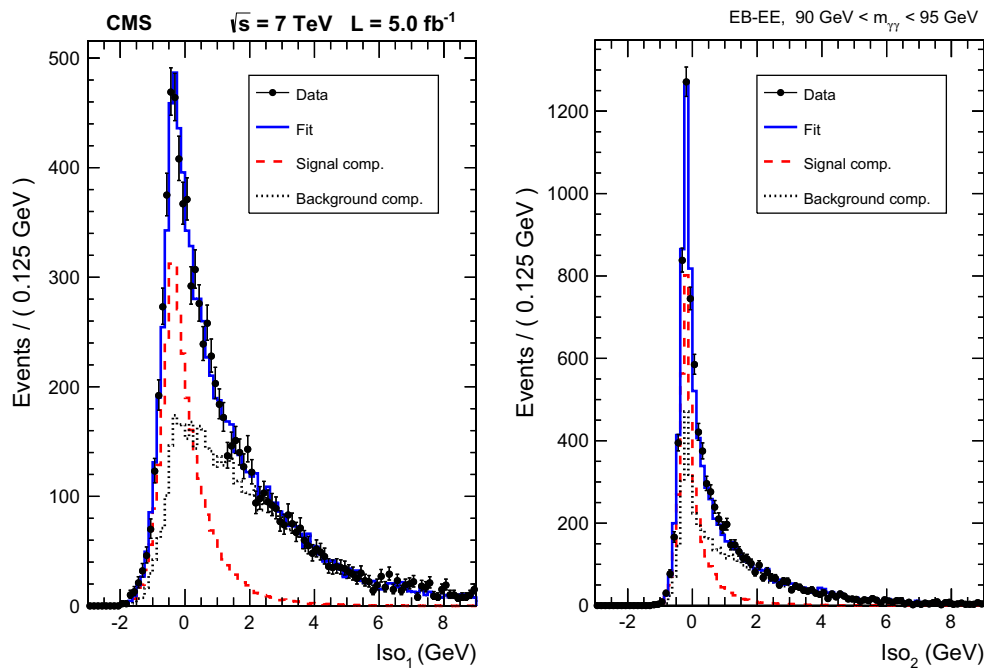 CMS √s = 7 TeV L = 5.0 fb⁻¹
Events / ( 0.125 GeV )
500
400
300
200
100
0
Data
Fit
Signal comp.
Background comp.
-2 0 2 4 6 8
Iso₁ (GeV)
EB-EE, 90 GeV < mγγ < 95 GeV
Events / ( 0.125 GeV )
1200
1000
800
600
400
200
0
Data
Fit
Signal comp.
Background comp.
-2 0 2 4 6 8
Iso₂ (GeV)